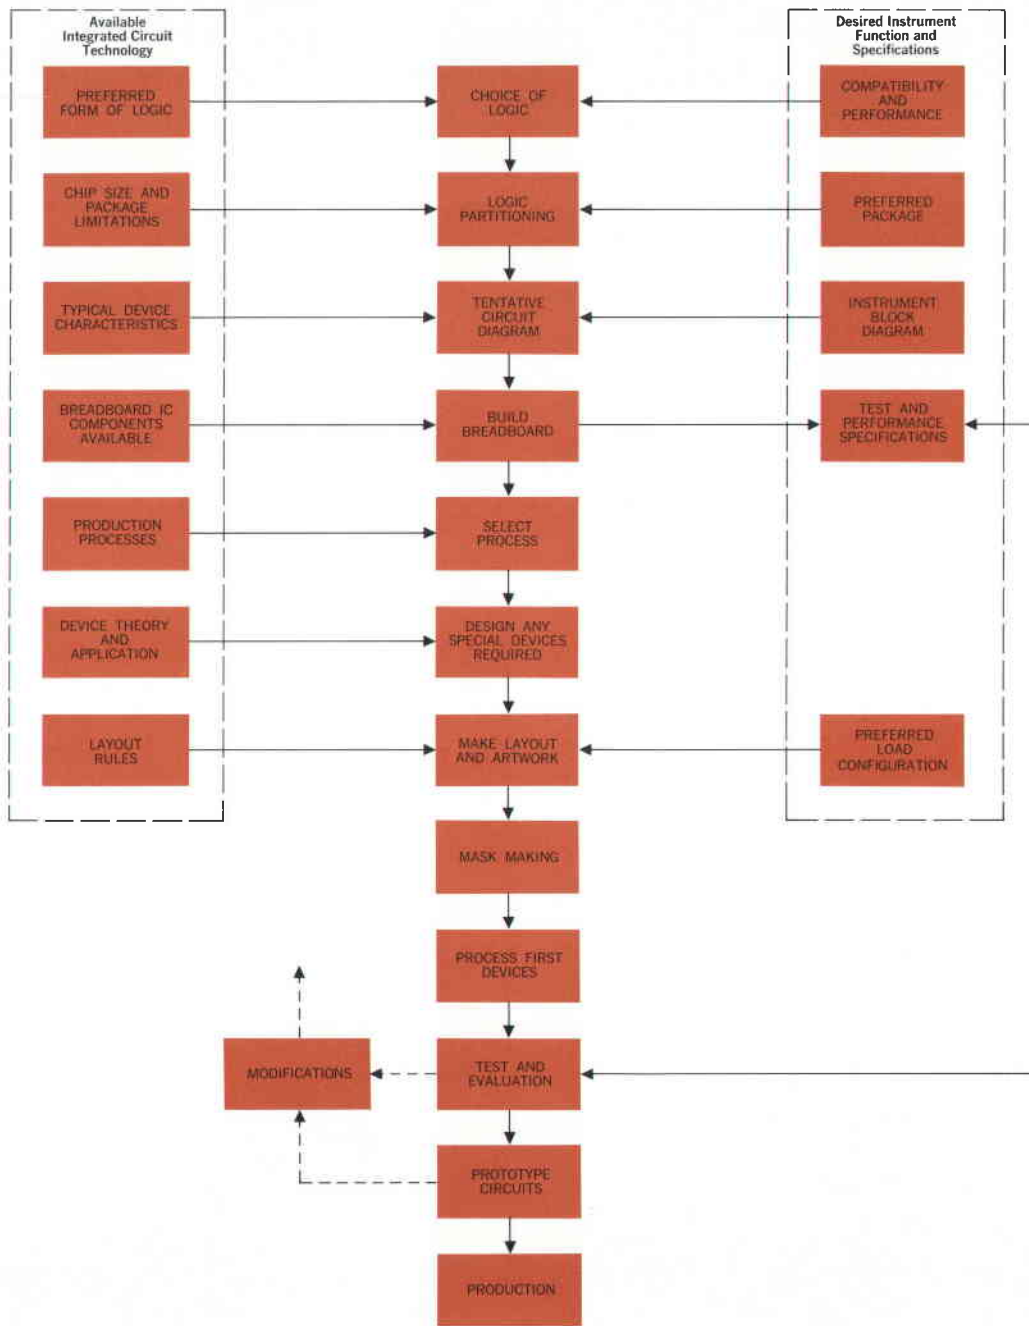 Available
Integrated Circuit
Technology
Desired Instrument
Function and
Specifications
PREFERRED
FORM OF LOGIC
CHOICE OF
LOGIC
COMPATIBILITY
AND
PERFORMANCE
CHIP SIZE AND
PACKAGE
LIMITATIONS
LOGIC
PARTITIONING
PREFERRED
PACKAGE
TYPICAL DEVICE
CHARACTERISTICS
TENTATIVE
CIRCUIT
DIAGRAM
INSTRUMENT
BLOCK
DIAGRAM
BREADBOARD IC
COMPONENTS
AVAILABLE
BUILD
BREADBOARD
TEST AND
PERFORMANCE
SPECIFICATIONS
PRODUCTION
PROCESSES
SELECT
PROCESS
DEVICE THEORY
AND
APPLICATION
DESIGN ANY
SPECIAL DEVICES
REQUIRED
LAYOUT
RULES
MAKE LAYOUT
AND ARTWORK
PREFERRED
LOAD
CONFIGURATION
MASK MAKING
PROCESS FIRST
DEVICES
MODIFICATIONS
TEST AND
EVALUATION
PROTOTYPE
CIRCUITS
PRODUCTION